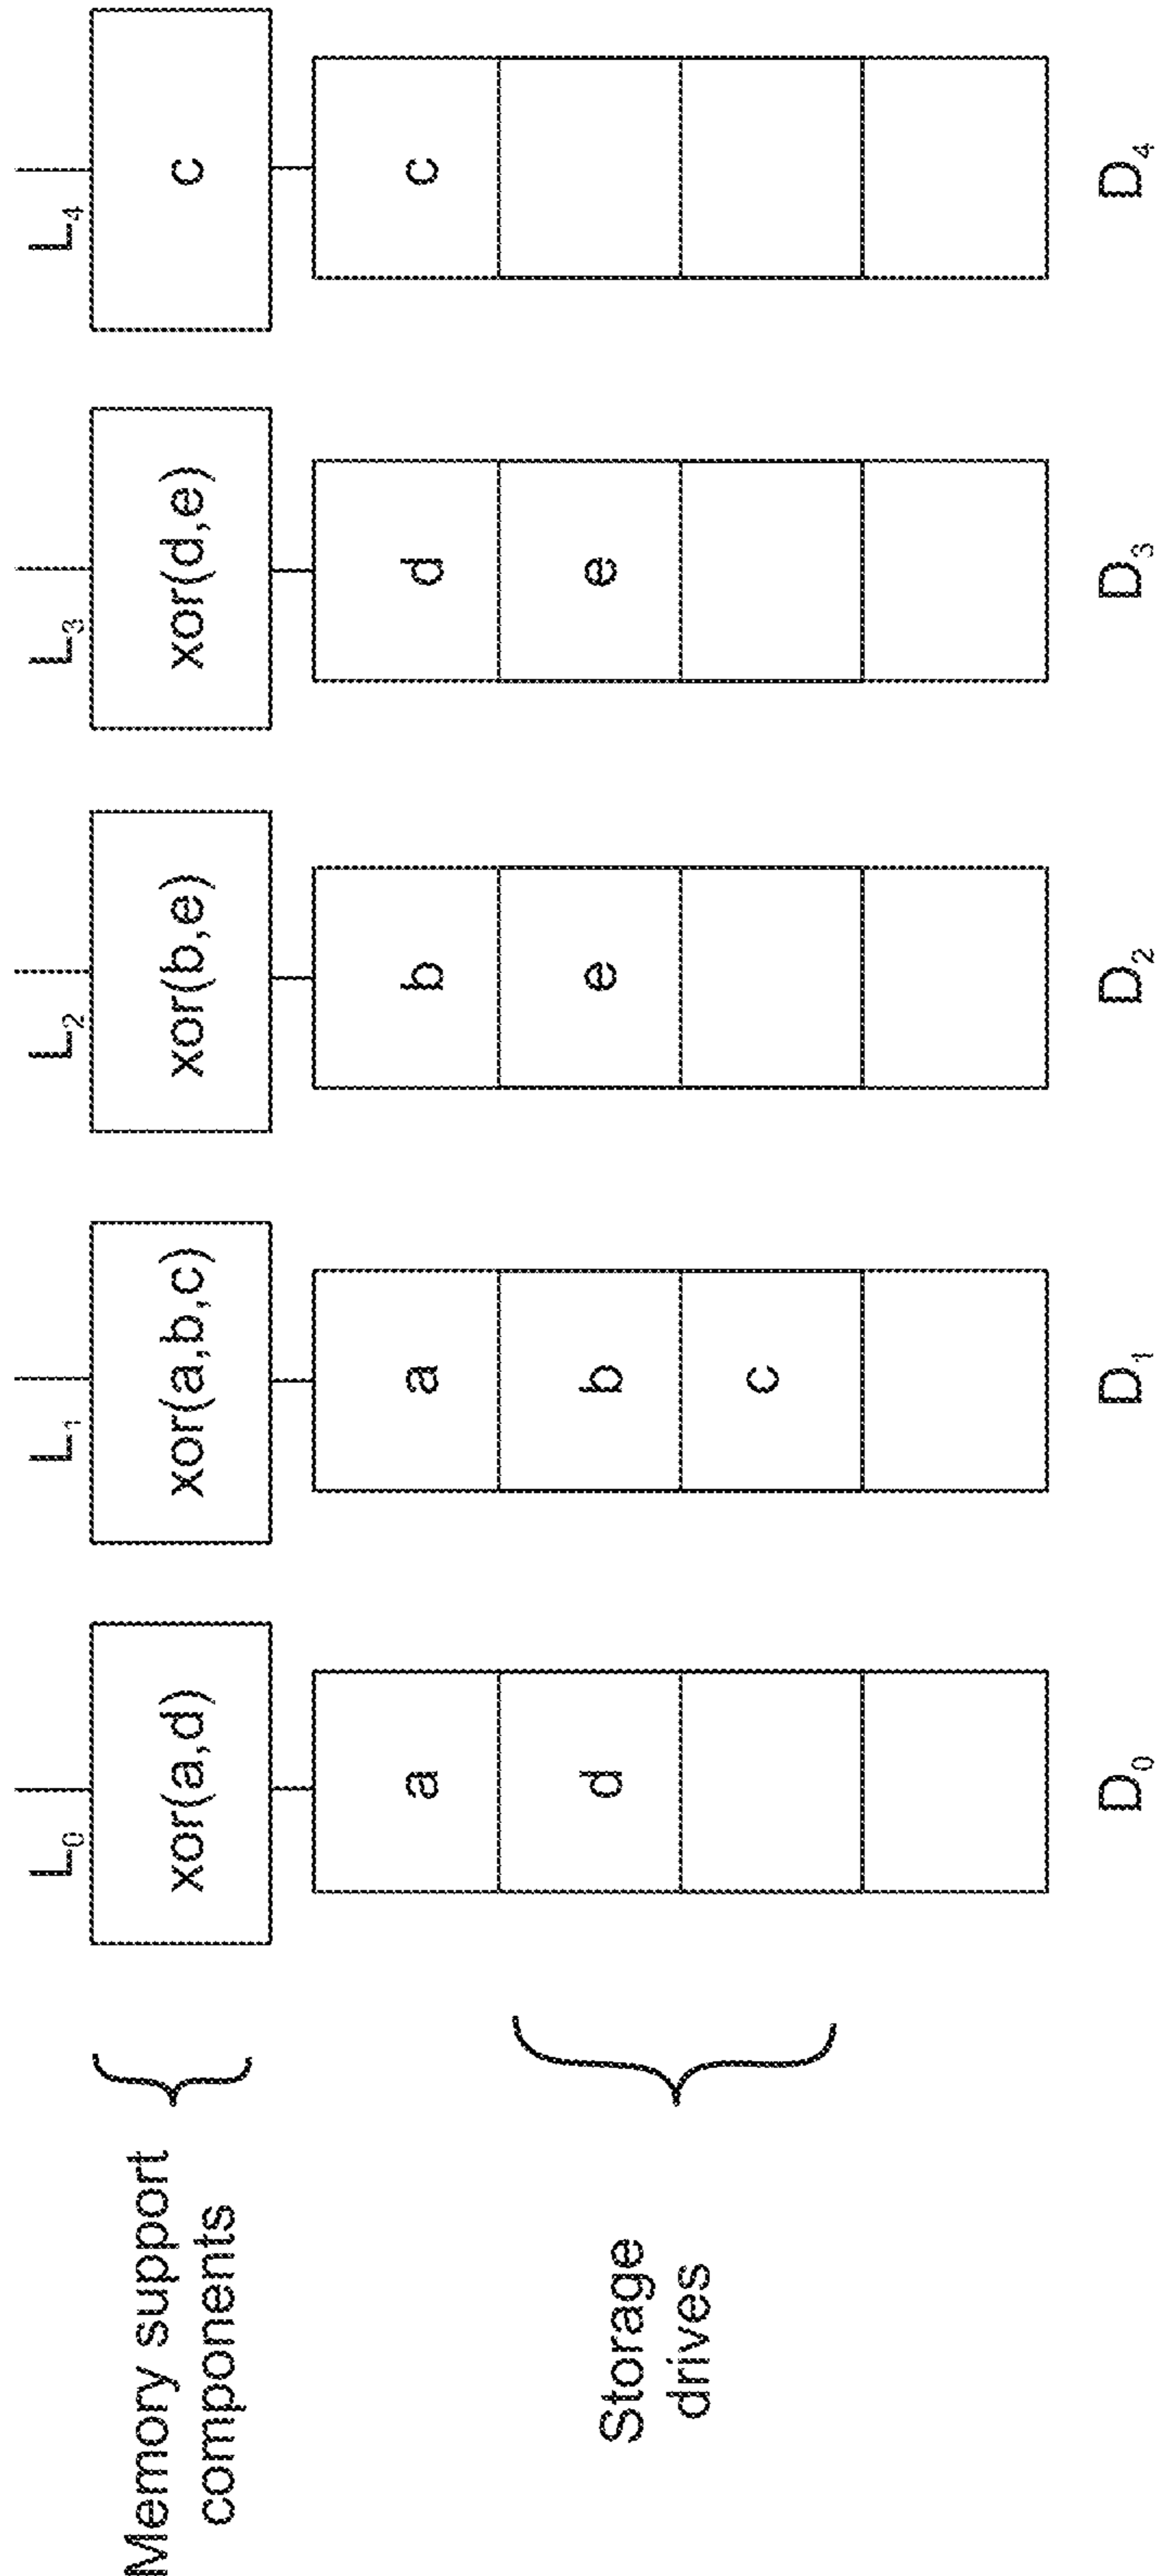 L0 L1 L2 L3 L4
Memory support
components
xor(a,d) xor(a,b,c) xor(b,e) xor(d,e) c
a a b d c
Storage
drives
d b e e
c
D0 D1 D2 D3 D4